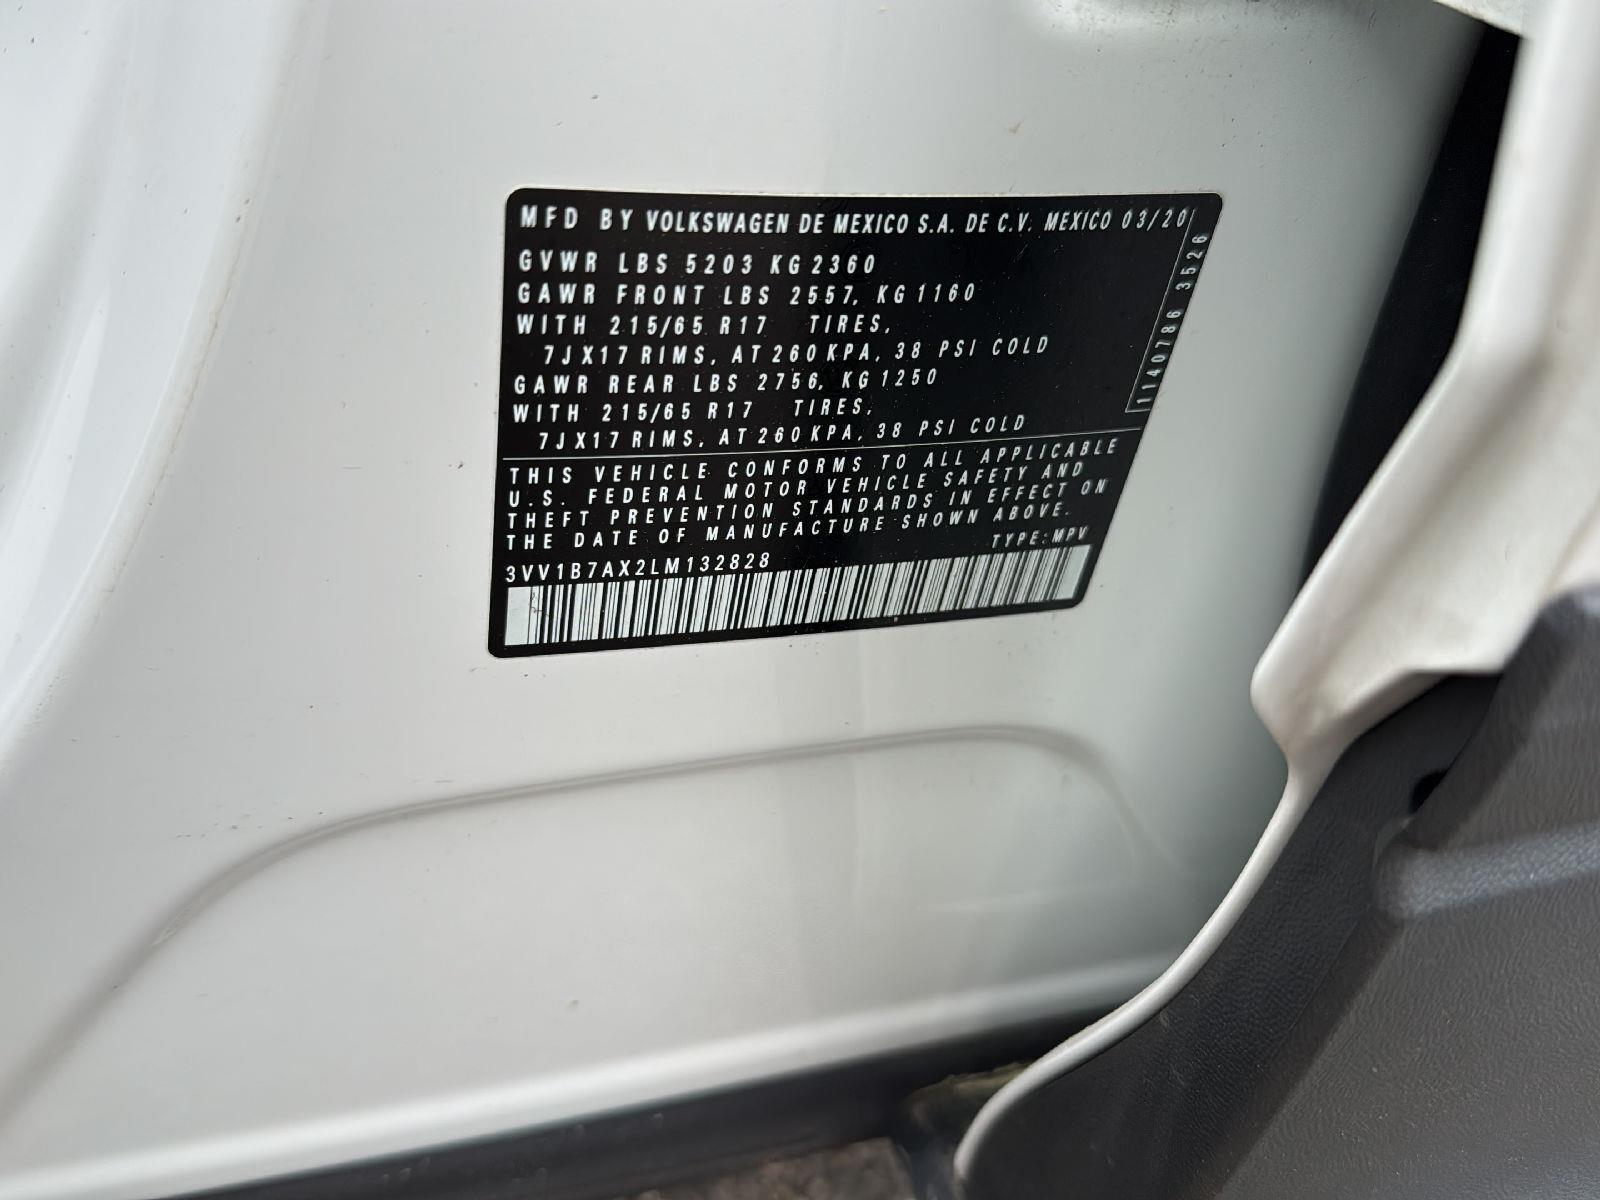 MFD BY VOLKSWAGEN DE MEXICO S.A. DE C.V. MEXICO 03/20
GVWR LBS 5203 KG 2360
GAWR FRONT LBS 2557, KG 1160
WITH 215/65 R17 TIRES,
7JX17 RIMS, AT 260 KPA, 38 PSI COLD
GAWR REAR LBS 2756, KG 1250
WITH 215/65 R17 TIRES,
7JX17 RIMS, AT 260 KPA, 38 PSI COLD
1140786 3526
THIS VEHICLE CONFORMS TO ALL APPLICABLE
U.S. FEDERAL MOTOR VEHICLE SAFETY AND
THEFT PREVENTION STANDARDS IN EFFECT ON
THE DATE OF MANUFACTURE SHOWN ABOVE.
TYPE:MPV
3VV1B7AX2LM132828